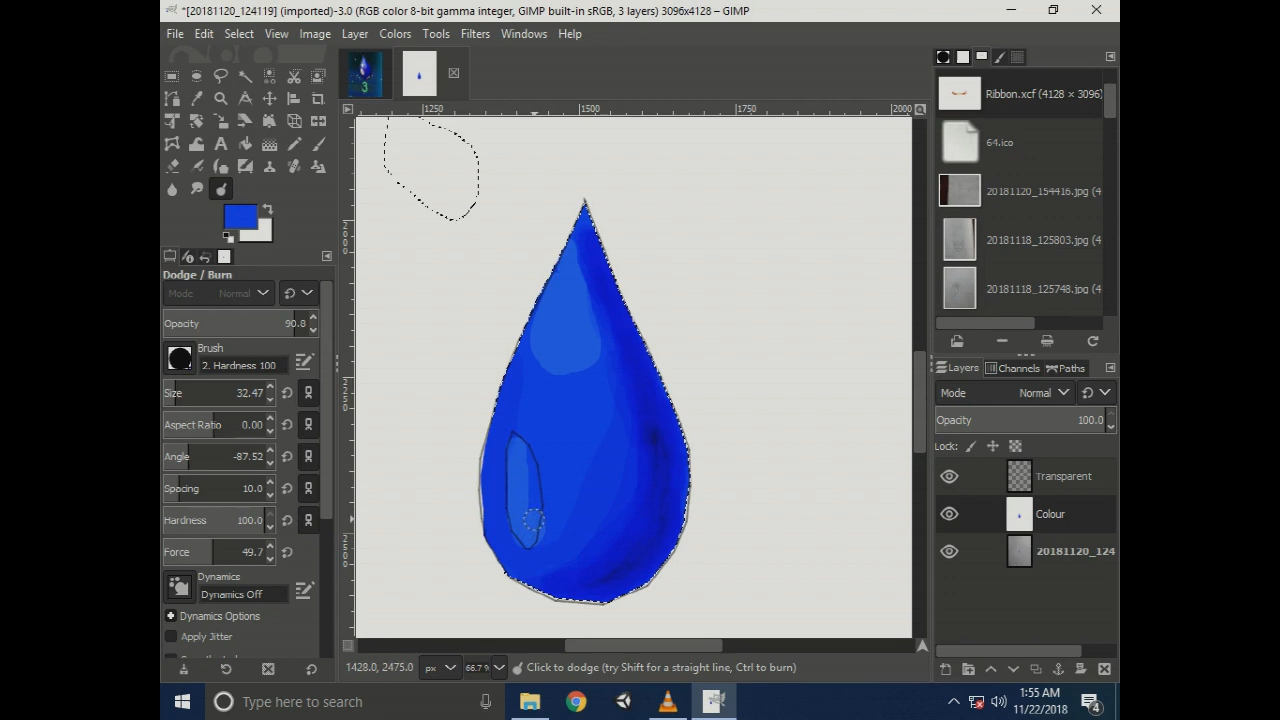 *[20181120_124119] (imported)-3.0 (RGB color 8-bit gamma integer, GIMP built-in sRGB, 3 layers) 3096x4128 – GIMP
File Edit Select View Image Layer Colors Tools Filters Windows Help
3
1250 1500 1750 2000
2000
2250
2500
Dodge / Burn
Mode Normal
Opacity 90.8
Brush
2. Hardness 100
Size 32.47
Aspect Ratio 0.00
Angle -87.52
Spacing 10.0
Hardness 100.0
Force 49.7
Dynamics
Dynamics Off
Dynamics Options
Apply Jitter
Ribbon.xcf (4128 × 3096)
64.ico
20181120_154416.jpg (4
20181118_125803.jpg (4
20181118_125748.jpg (4
Layers Channels Paths
Mode Normal
Opacity 100.0
Lock:
Transparent
Colour
20181120_124
1428.0, 2475.0 px 66.7 % Click to dodge (try Shift for a straight line, Ctrl to burn)
Type here to search
1:55 AM
11/22/2018
4